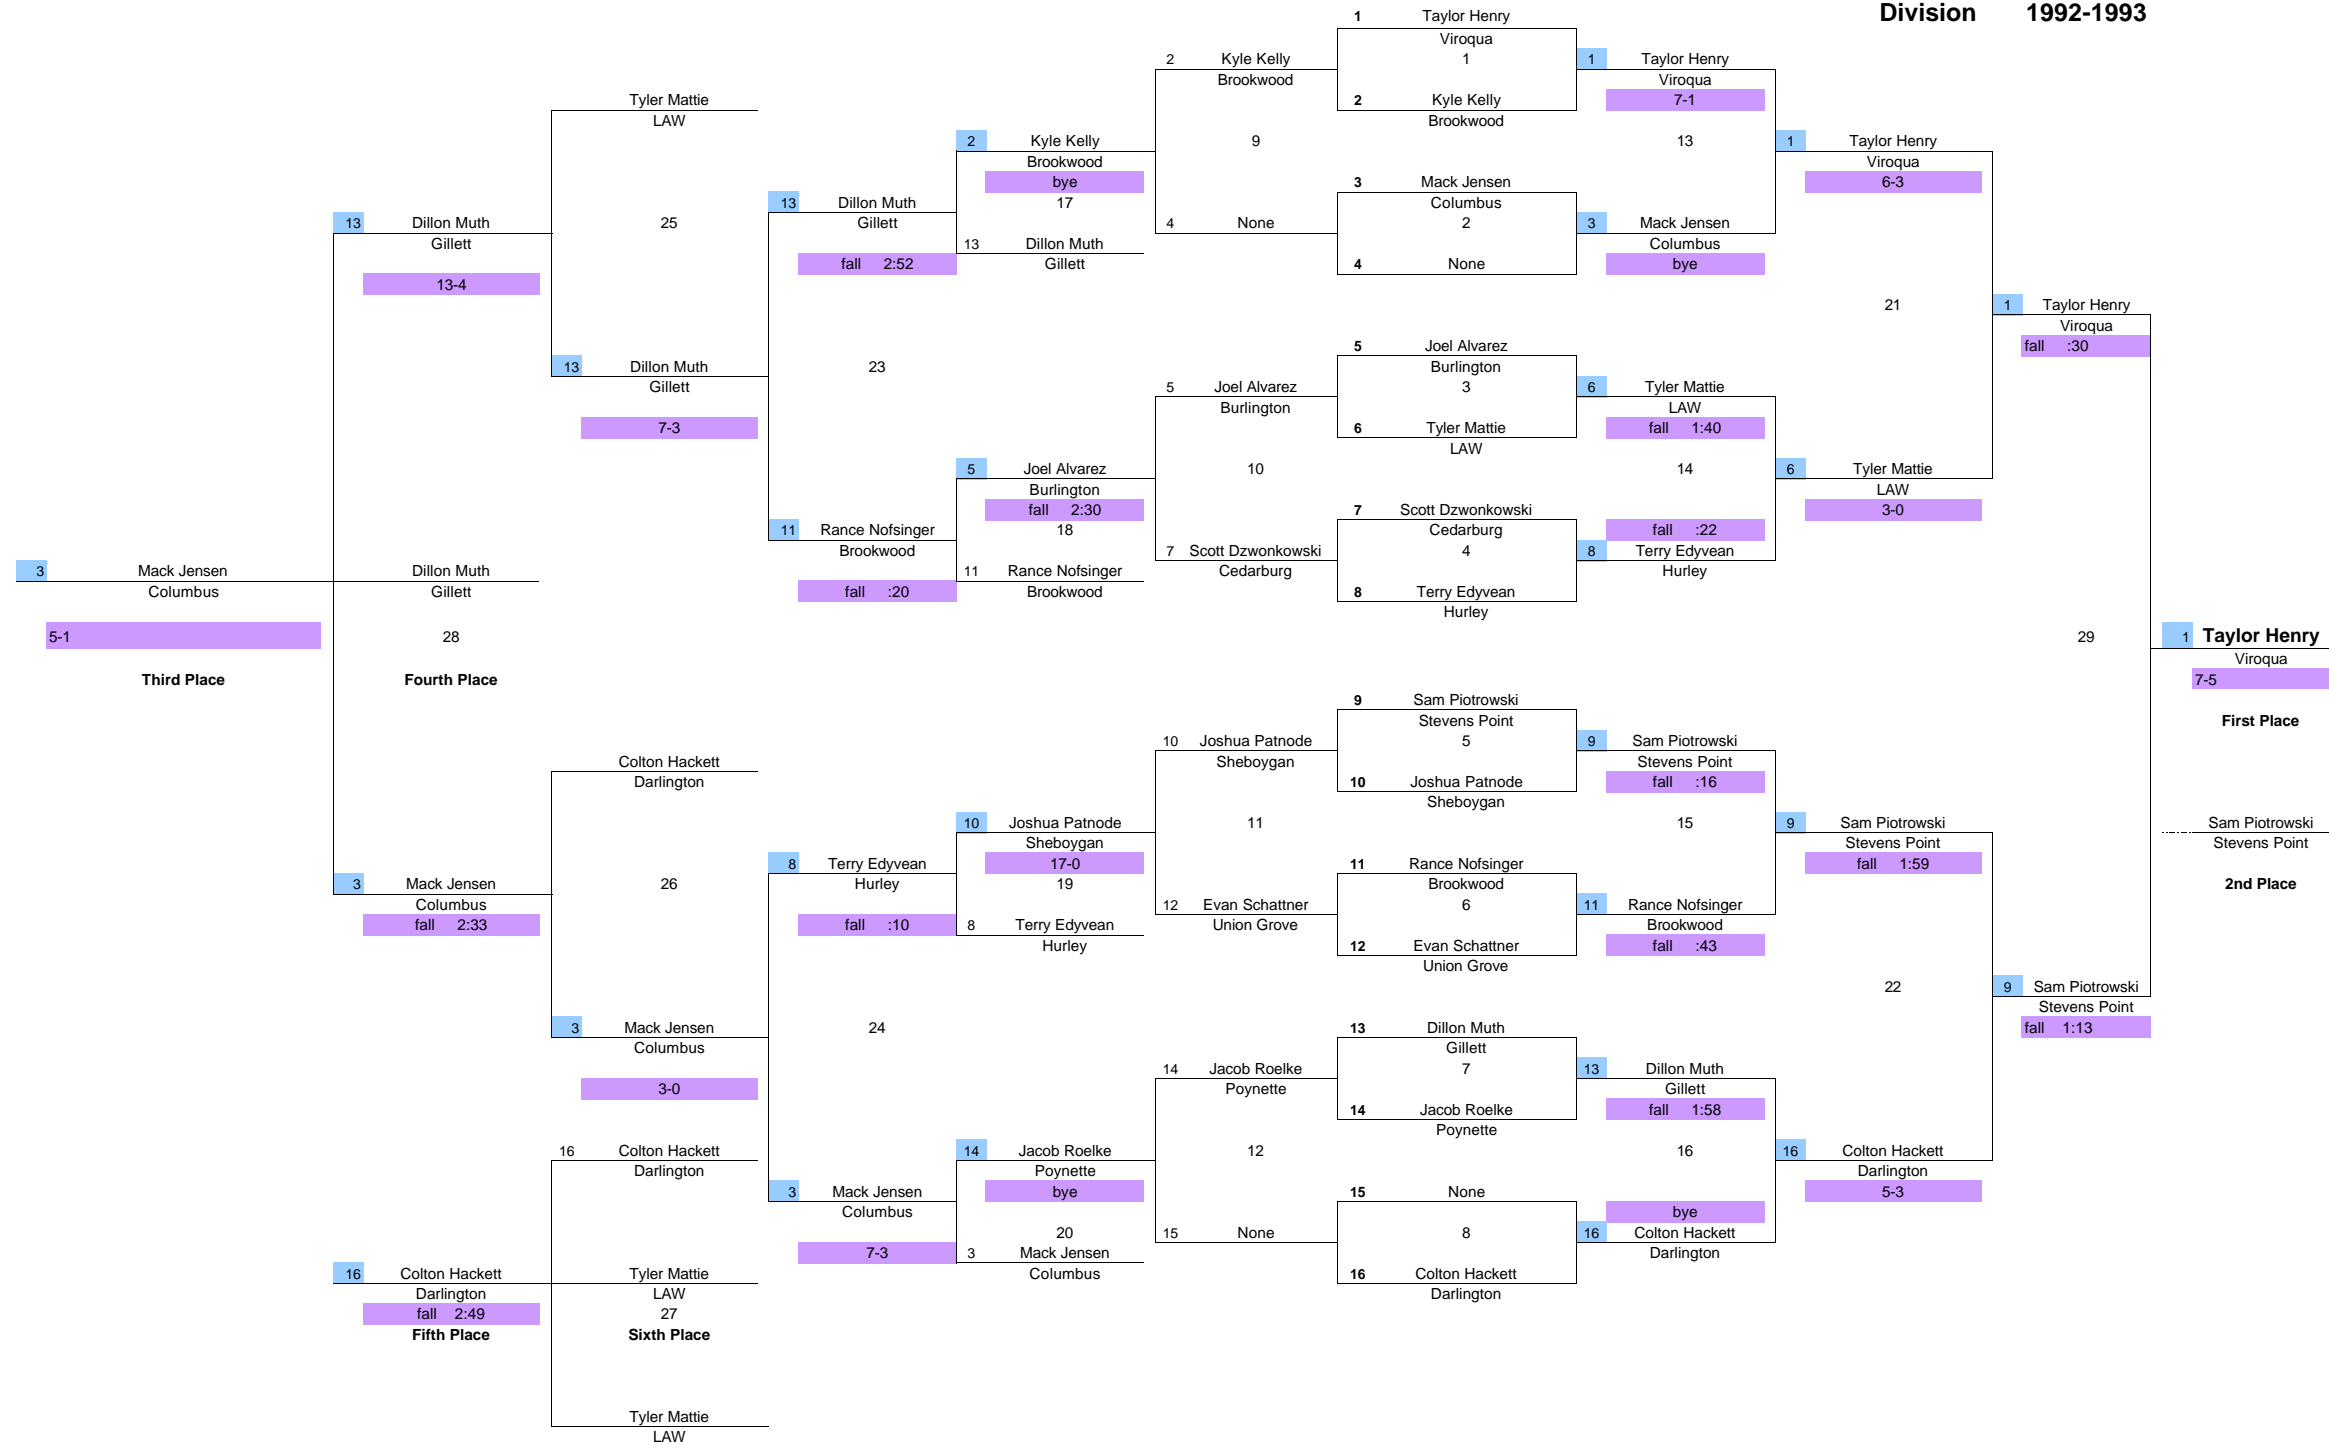 Division 1992-1993
1 Taylor Henry
Viroqua
2 Kyle Kelly 1 1 Taylor Henry
Brookwood Viroqua
Tyler Mattie 2 Kyle Kelly 7-1
LAW Brookwood
2 Kyle Kelly 9 13 1 Taylor Henry
Brookwood Viroqua
bye 3 Mack Jensen 6-3
13 Dillon Muth 17 Columbus
13 Dillon Muth 25 Gillett 4 None 2 3 Mack Jensen
Gillett 13 Dillon Muth Columbus
fall 2:52 Gillett 4 None bye
13-4
21 1 Taylor Henry
Viroqua
5 Joel Alvarez fall :30
13 Dillon Muth 23 Burlington
Gillett 5 Joel Alvarez 3 6 Tyler Mattie
Burlington LAW
7-3 6 Tyler Mattie fall 1:40
LAW
5 Joel Alvarez 10 14 6 Tyler Mattie
Burlington LAW
fall 2:30 7 Scott Dzwonkowski 3-0
11 Rance Nofsinger 18 Cedarburg fall :22
Brookwood 7 Scott Dzwonkowski 4 8 Terry Edyvean
3 Mack Jensen Dillon Muth 11 Rance Nofsinger Cedarburg Hurley
Columbus Gillett fall :20 Brookwood 8 Terry Edyvean
Hurley
5-1 28 29 1 Taylor Henry
Viroqua
Third Place Fourth Place 7-5
9 Sam Piotrowski
Stevens Point First Place
10 Joshua Patnode 5 9 Sam Piotrowski
Colton Hackett Sheboygan Stevens Point
Darlington 10 Joshua Patnode fall :16
Sheboygan
10 Joshua Patnode 11 15 9 Sam Piotrowski Sam Piotrowski
Sheboygan Stevens Point Stevens Point
8 Terry Edyvean 17-0 11 Rance Nofsinger fall 1:59
3 Mack Jensen 26 Hurley 19 Brookwood 2nd Place
Columbus 12 Evan Schattner 6 11 Rance Nofsinger
fall 2:33 fall :10 8 Terry Edyvean Union Grove Brookwood
Hurley 12 Evan Schattner fall :43
Union Grove
22 9 Sam Piotrowski
Stevens Point
3 Mack Jensen 24 13 Dillon Muth fall 1:13
Columbus Gillett
14 Jacob Roelke 7 13 Dillon Muth
3-0 Poynette Gillett
14 Jacob Roelke fall 1:58
Poynette
16 Colton Hackett 14 Jacob Roelke 12 16 16 Colton Hackett
Darlington Poynette Darlington
3 Mack Jensen bye 15 None 5-3
Columbus bye
20 15 None 8 16 Colton Hackett
7-3 3 Mack Jensen Darlington
16 Colton Hackett Tyler Mattie Columbus 16 Colton Hackett
Darlington LAW Darlington
fall 2:49 27
Fifth Place Sixth Place
Tyler Mattie
LAW